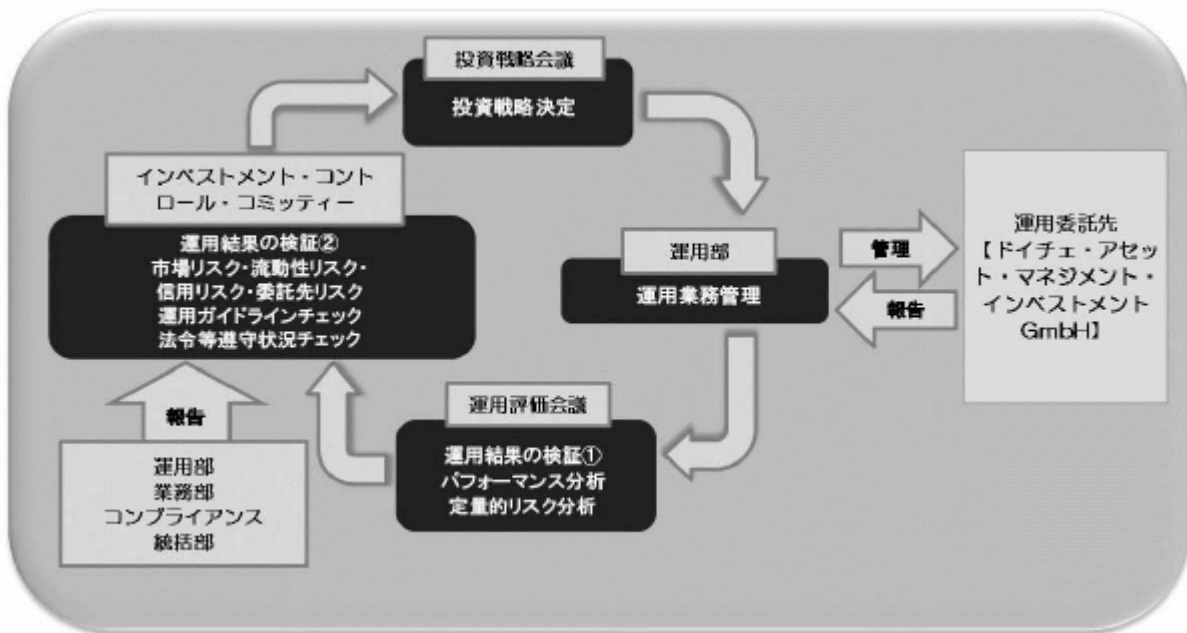 投資戦略会議
投資戦略決定
インベストメント・コント
ロール・コミッティー
運用結果の検証②
市場リスク・流動性リスク・
信用リスク・委託先リスク
運用ガイドラインチェック
法令等遵守状況チェック
運用部
運用業務管理
管理
報告
運用委託先
【ドイチェ・アセッ
ト・マネジメント・
インベストメント
GmbH】
運用評価会議
運用結果の検証①
パフォーマンス分析
定量的リスク分析
報告
運用部
業務部
コンプライアンス
統括部